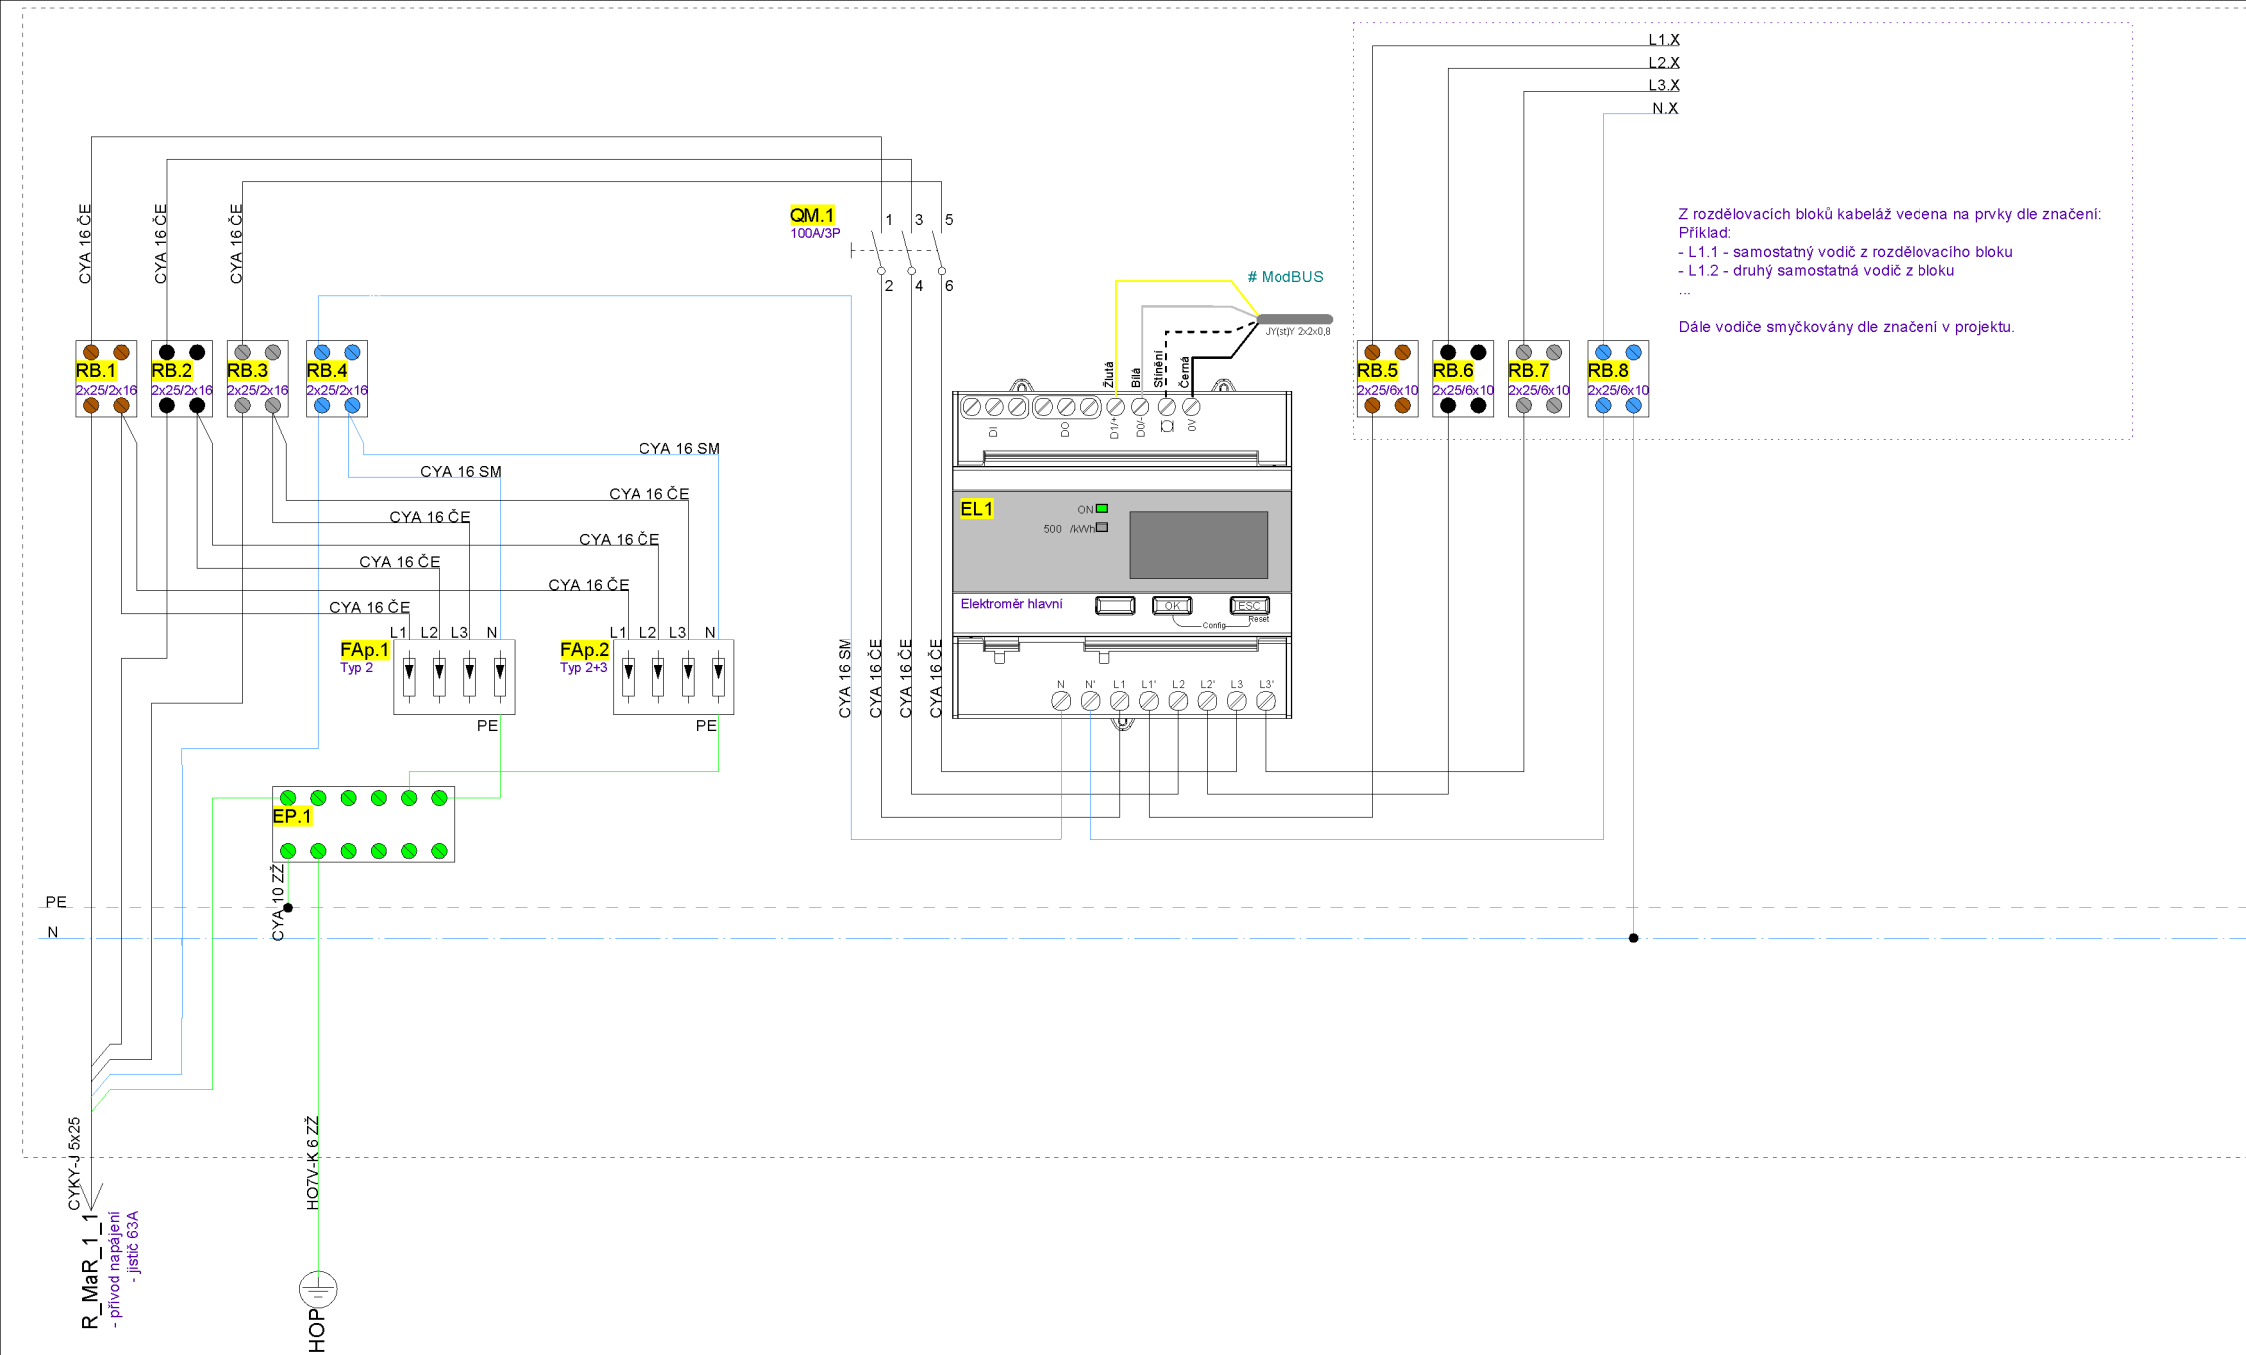 L1.X
L2.X
L3.X
N.X
CYA 16 ČE
CYA 16 ČE
CYA 16 ČE
QM.1
100A/3P
1
3
5
2
4
6
# ModBUS
JY(st)Y 2x2x0,8
Žlutá
Bílá
Stínění
Černá
Z rozdělovacích bloků kabeláž vedena na prvky dle značení:
Příklad:
- L1.1 - samostatný vodič z rozdělovacího bloku
- L1.2 - druhý samostatná vodič z bloku
...
Dále vodiče smyčkovány dle značení v projektu.
RB.1
2x25/2x16
RB.2
2x25/2x16
RB.3
2x25/2x16
RB.4
2x25/2x16
RB.5
2x25/6x10
RB.6
2x25/6x10
RB.7
2x25/6x10
RB.8
2x25/6x10
DI
DO
D1/+
D0/-
0V
CYA 16 SM
CYA 16 SM
CYA 16 ČE
CYA 16 ČE
CYA 16 ČE
CYA 16 ČE
CYA 16 ČE
CYA 16 ČE
EL1
ON
500 /kWh
Elektroměr hlavní
OK
ESC
Config
Reset
FAp.1
Typ 2
L1
L2
L3
N
PE
FAp.2
Typ 2+3
L1
L2
L3
N
PE
CYA 16 SM
CYA 16 ČE
CYA 16 ČE
CYA 16 ČE
N
N'
L1
L1'
L2
L2'
L3
L3'
EP.1
CYA 10 ZŽ
PE
N
CYKY-J 5x25
HO7V-K 6 ZŽ
R_MaR_1_1
- přívod napájení
- jistič 63A
HOP